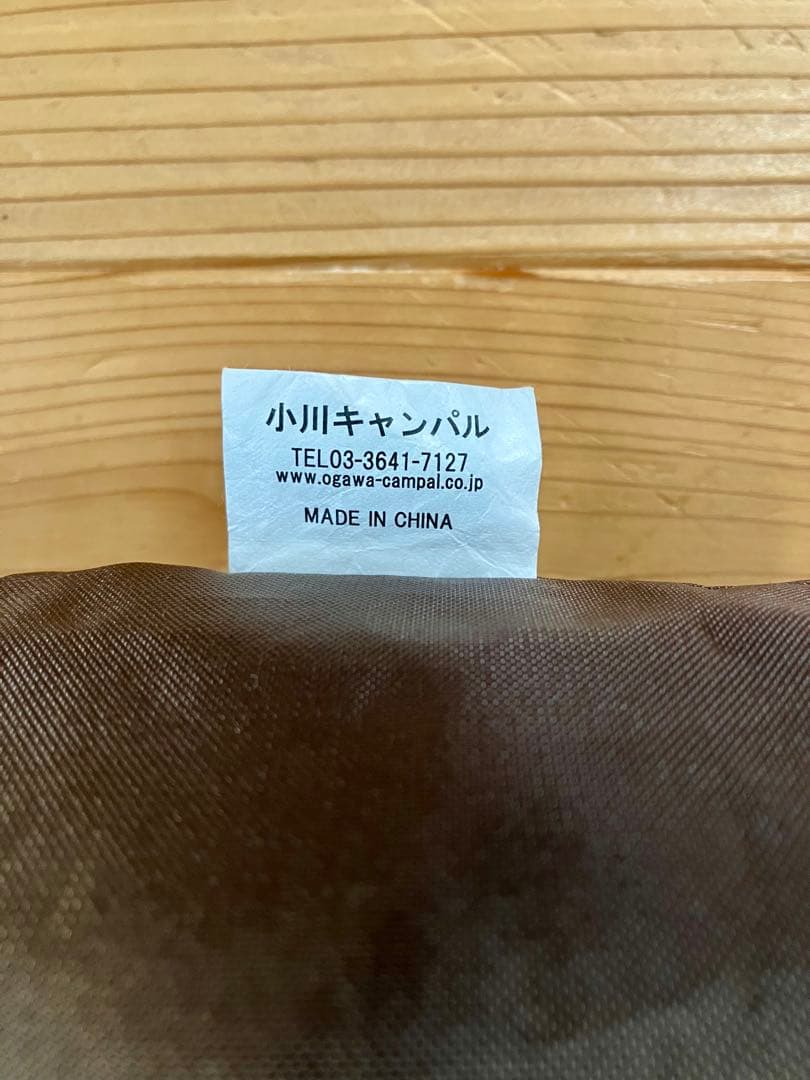 小川キャンパル
TEL03-3641-7127
www.ogawa-campal.co.jp
MADE IN CHINA